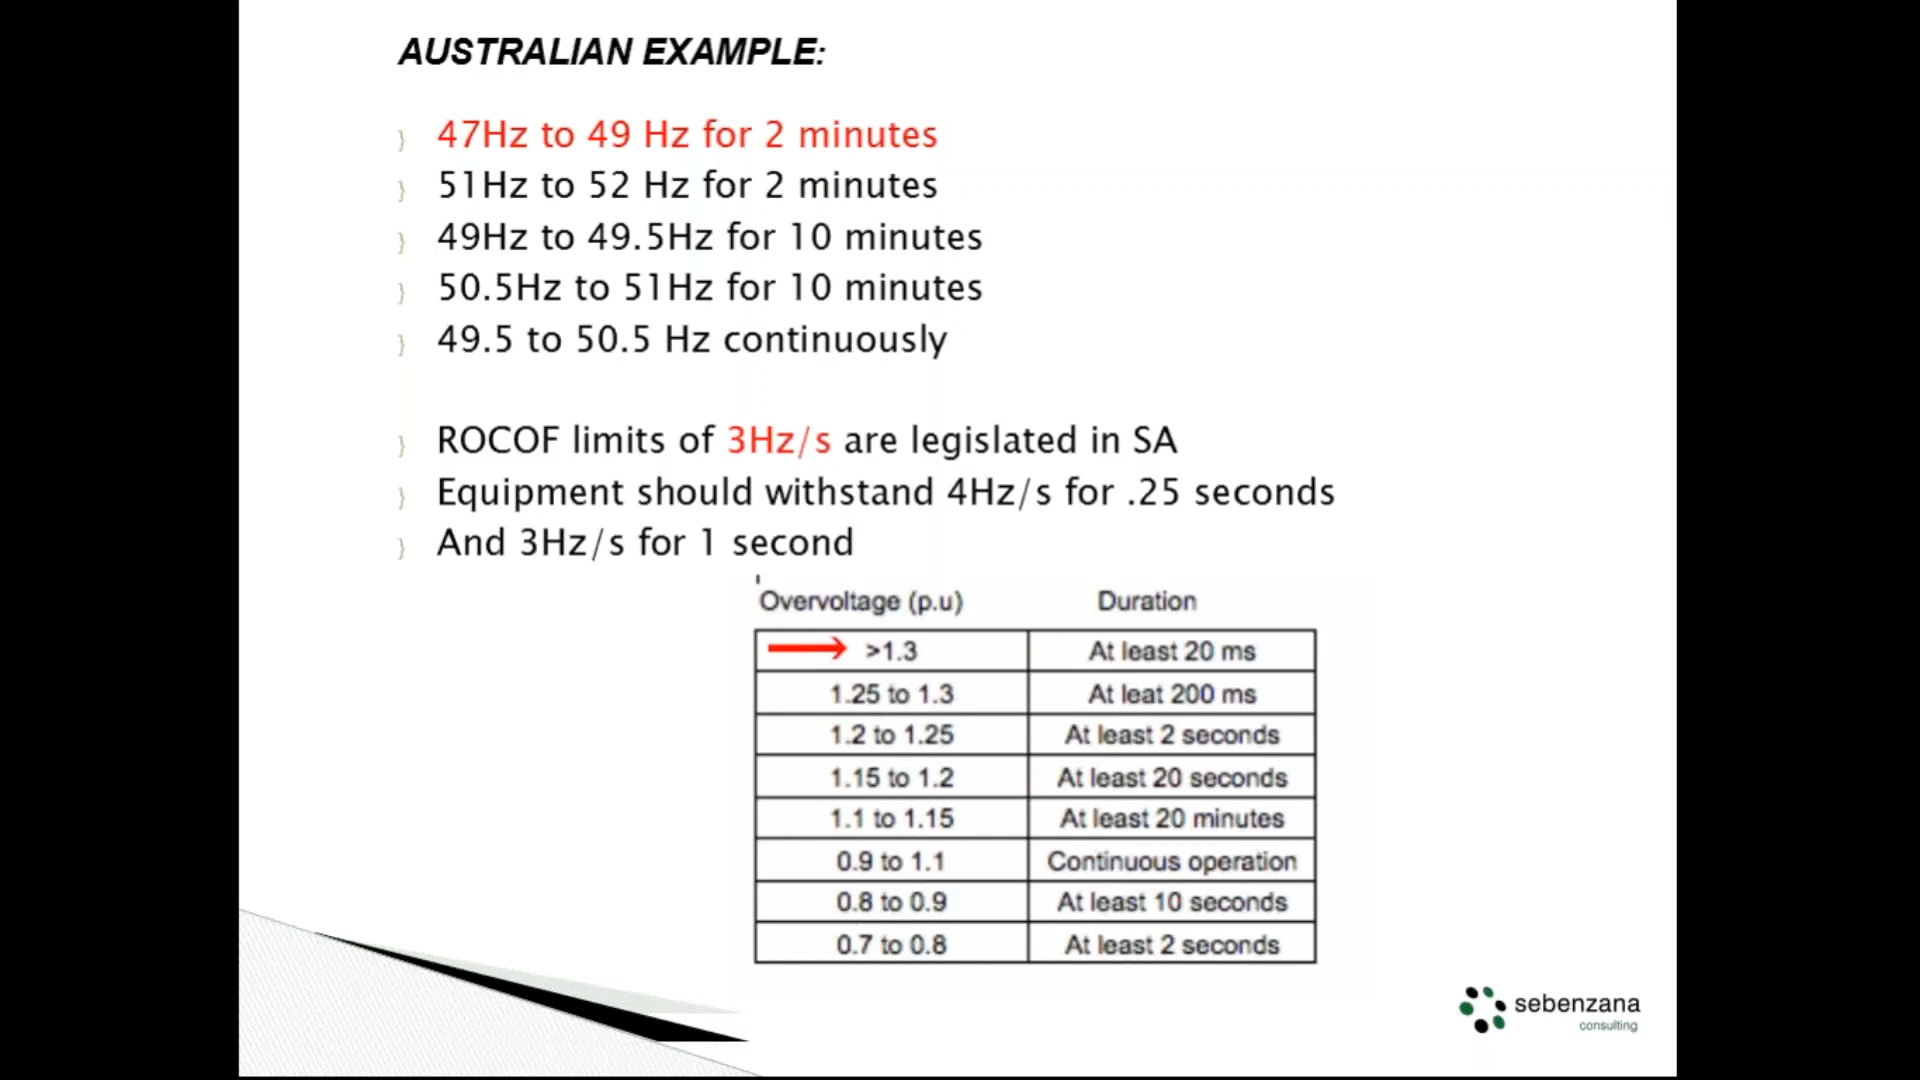 AUSTRALIAN EXAMPLE:
} 47Hz to 49 Hz for 2 minutes
} 51Hz to 52 Hz for 2 minutes
} 49Hz to 49.5Hz for 10 minutes
} 50.5Hz to 51Hz for 10 minutes
} 49.5 to 50.5 Hz continuously
} ROCOF limits of 3Hz/s are legislated in SA
} Equipment should withstand 4Hz/s for .25 seconds
} And 3Hz/s for 1 second
Overvoltage (p.u) Duration
>1.3 At least 20 ms
1.25 to 1.3 At leat 200 ms
1.2 to 1.25 At least 2 seconds
1.15 to 1.2 At least 20 seconds
1.1 to 1.15 At least 20 minutes
0.9 to 1.1 Continuous operation
0.8 to 0.9 At least 10 seconds
0.7 to 0.8 At least 2 seconds
sebenzana
consulting